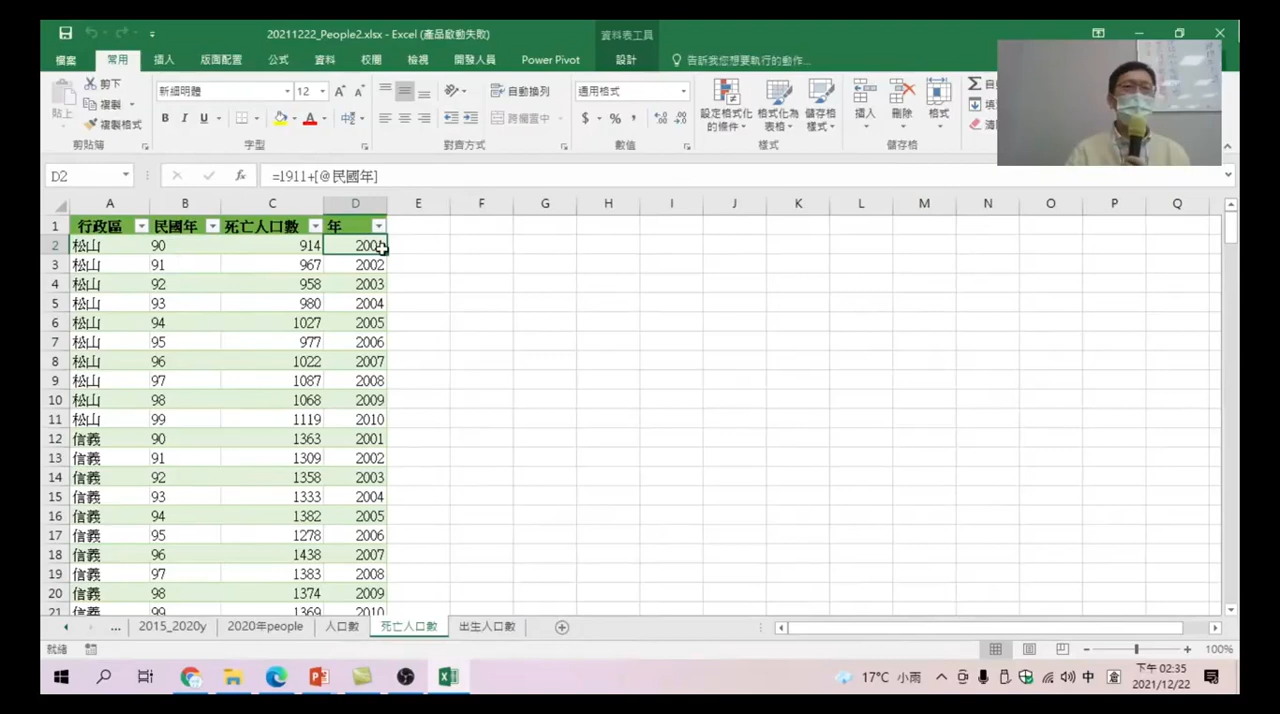 20211222_People2.xlsx - Excel (產品啟動失敗)
資料表工具
檔案 常用 插入 版面配置 公式 資料 校閱 檢視 開發人員 Power Pivot 設計 告訴我您想要執行的動作...
貼上 剪下 複製 複製格式 剪貼簿
新細明體 12 B I U A 字型
自動換列 跨欄置中 對齊方式
通用格式 $ % 數值
設定格式化的條件 格式化為表格 儲存格樣式 樣式
插入 刪除 格式 儲存格
D2 fx =1911+[@民國年]
A B C D E F G H I J K L M N O P Q
1 行政區 民國年 死亡人口數 年
2 松山 90 914 2001
3 松山 91 967 2002
4 松山 92 958 2003
5 松山 93 980 2004
6 松山 94 1027 2005
7 松山 95 977 2006
8 松山 96 1022 2007
9 松山 97 1087 2008
10 松山 98 1068 2009
11 松山 99 1119 2010
12 信義 90 1363 2001
13 信義 91 1309 2002
14 信義 92 1358 2003
15 信義 93 1333 2004
16 信義 94 1382 2005
17 信義 95 1278 2006
18 信義 96 1438 2007
19 信義 97 1383 2008
20 信義 98 1374 2009
21 信義 99 1369 2010
... 2015_2020y 2020年people 人口數 死亡人口數 出生人口數
就緒 100%
17°C 小雨 中 下午 02:35
2021/12/22